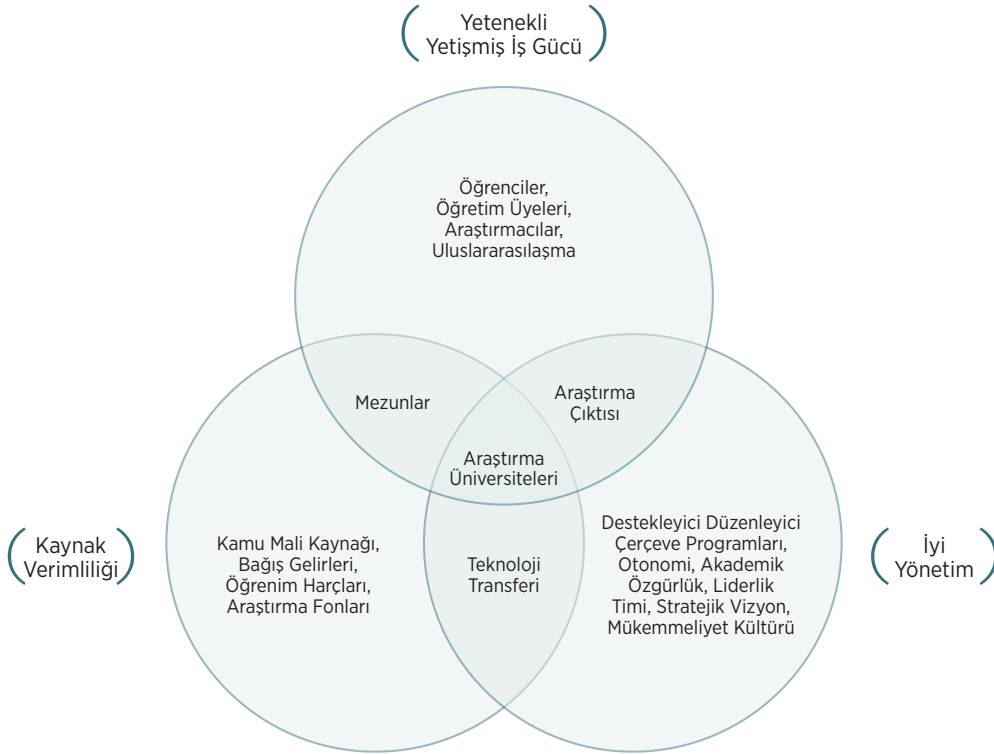 Yetenekli
Yetişmiş İş Gücü
Öğrenciler,
Öğretim Üyeleri,
Araştırmacılar,
Uluslararasılaşma
Mezunlar
Araştırma
Çıktısı
Araştırma
Üniversiteleri
Kaynak
Verimliliği
Kamu Mali Kaynağı,
Bağış Gelirleri,
Öğrenim Harçları,
Araştırma Fonları
Teknoloji
Transferi
Destekleyici Düzenleyici
Çerçeve Programları,
Otonomi, Akademik
Özgürlük, Liderlik
Timi, Stratejik Vizyon,
Mükemmeliyet Kültürü
İyi
Yönetim